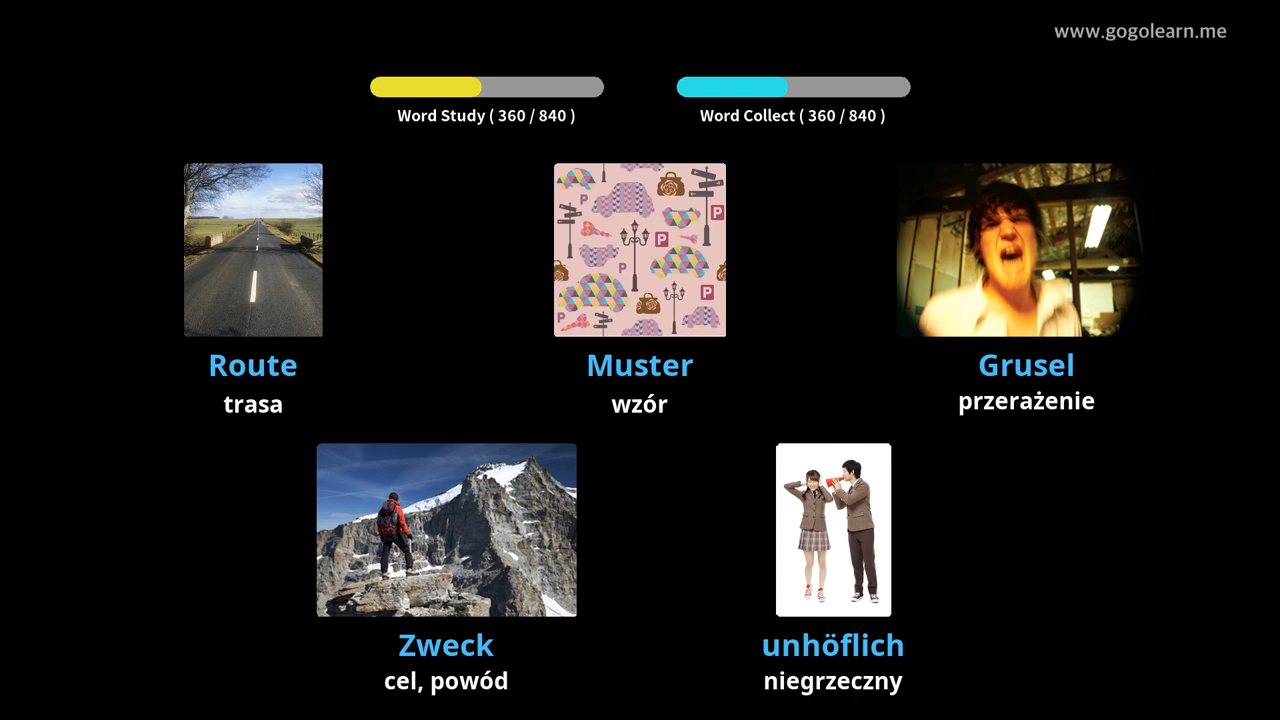 www.gogolearn.me
Word Study ( 360 / 840 )
Word Collect ( 360 / 840 )
Route
trasa
Muster
wzór
Grusel
przerażenie
P
P
P
P
P
P
Zweck
cel, powód
unhöflich
niegrzeczny